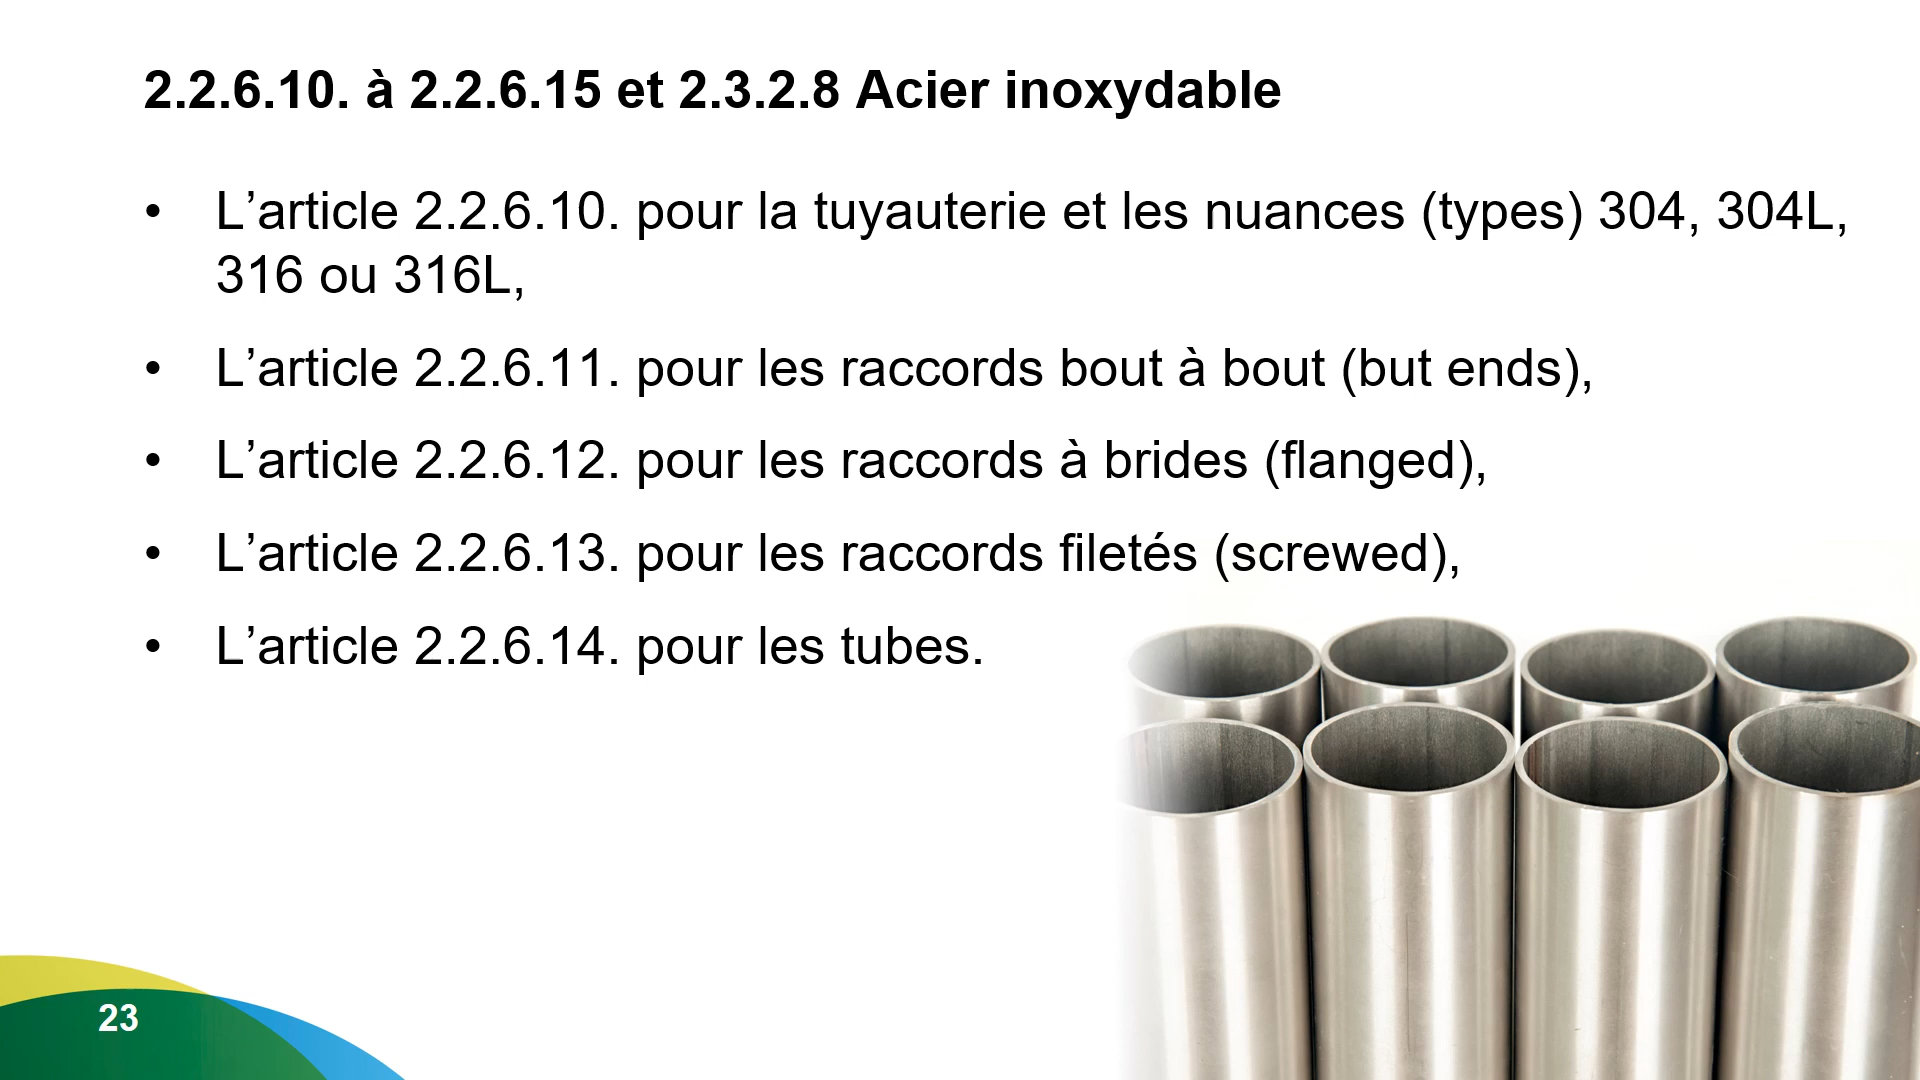 2.2.6.10. à 2.2.6.15 et 2.3.2.8 Acier inoxydable
• L’article 2.2.6.10. pour la tuyauterie et les nuances (types) 304, 304L,
316 ou 316L,
• L’article 2.2.6.11. pour les raccords bout à bout (but ends),
• L’article 2.2.6.12. pour les raccords à brides (flanged),
• L’article 2.2.6.13. pour les raccords filetés (screwed),
• L’article 2.2.6.14. pour les tubes.
23